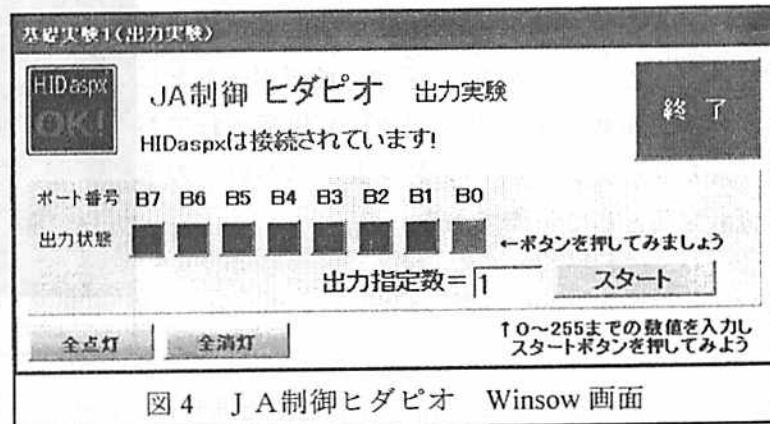 基礎実験1(出力実験)
HIDaspx
OK!
JA制御 ヒダピオ 出力実験
終了
HIDaspxは接続されています!
ポート番号 B7 B6 B5 B4 B3 B2 B1 B0
出力状態
←ボタンを押してみましょう
出力指定数= 1 スタート
全点灯 全消灯
↑0~255までの数値を入力し
スタートボタンを押してみよう
図4 JA制御ヒダピオ Winsow 画面